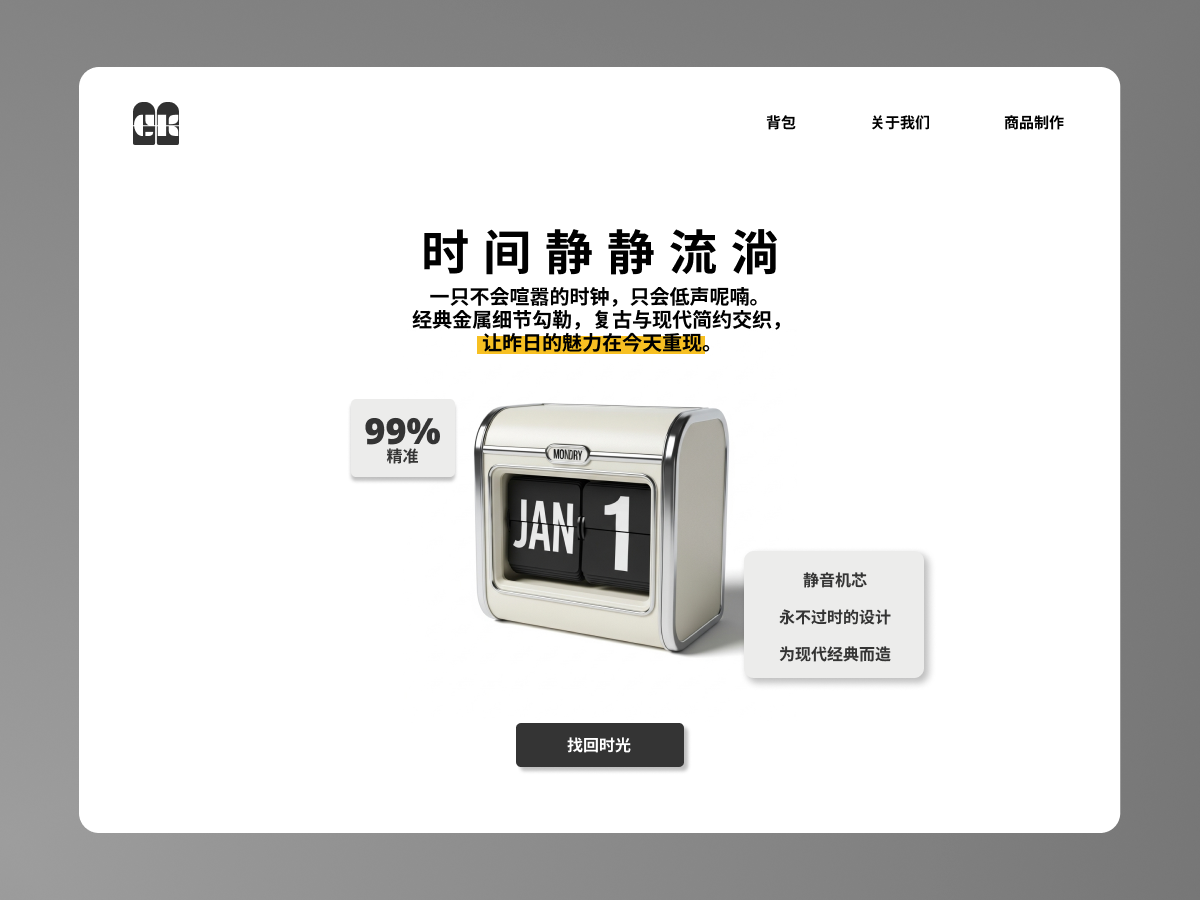 CK
背包
关于我们
商品制作
时间静静流淌
一只不会喧嚣的时钟，只会低声呢喃。
经典金属细节勾勒，复古与现代简约交织，
让昨日的魅力在今天重现。
99%
精准
MONDRY
JAN 1
静音机芯
永不过时的设计
为现代经典而造
找回时光